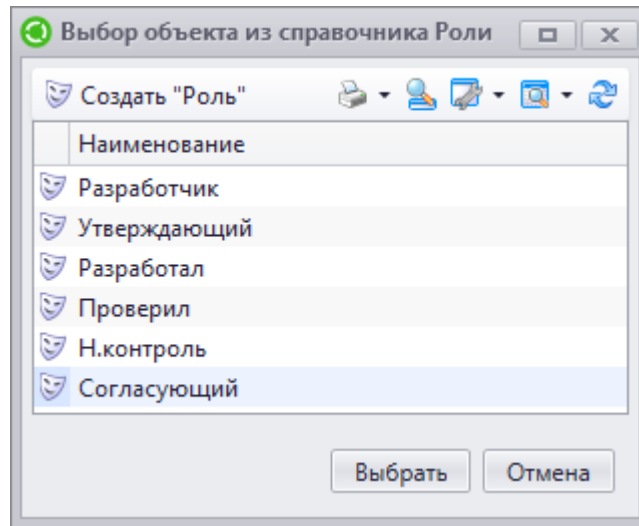 Выбор объекта из справочника Роли
Создать "Роль"
Наименование
Разработчик
Утверждающий
Разработал
Проверил
Н.контроль
Согласующий
Выбрать Отмена